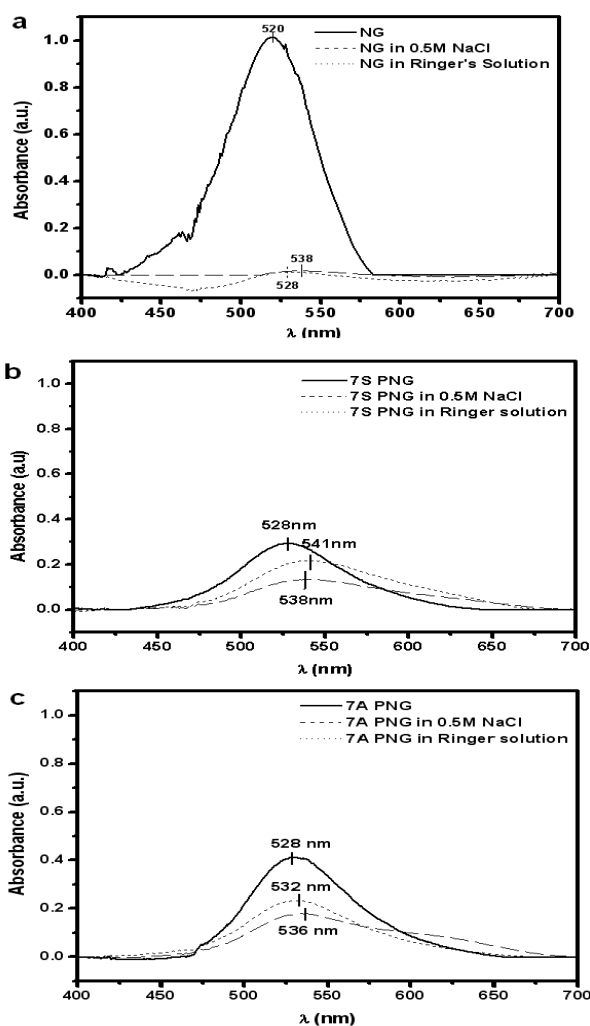 a
520
NG
NG in 0.5M NaCl
NG in Ringer's Solution
Absorbance (a.u.)
1.0
0.8
0.6
0.4
0.2
0.0
538
528
400 450 500 550 600 650 700
λ (nm)
b
7S PNG
7S PNG in 0.5M NaCl
7S PNG in Ringer solution
Absorbance (a.u)
1.0
0.8
0.6
0.4
0.2
0.0
528nm
541nm
538nm
400 450 500 550 600 650 700
λ (nm)
c
7A PNG
7A PNG in 0.5M NaCl
7A PNG in Ringer solution
Absorbance (a.u.)
1.0
0.8
0.6
0.4
0.2
0.0
528 nm
532 nm
536 nm
400 450 500 550 600 650 700
λ (nm)